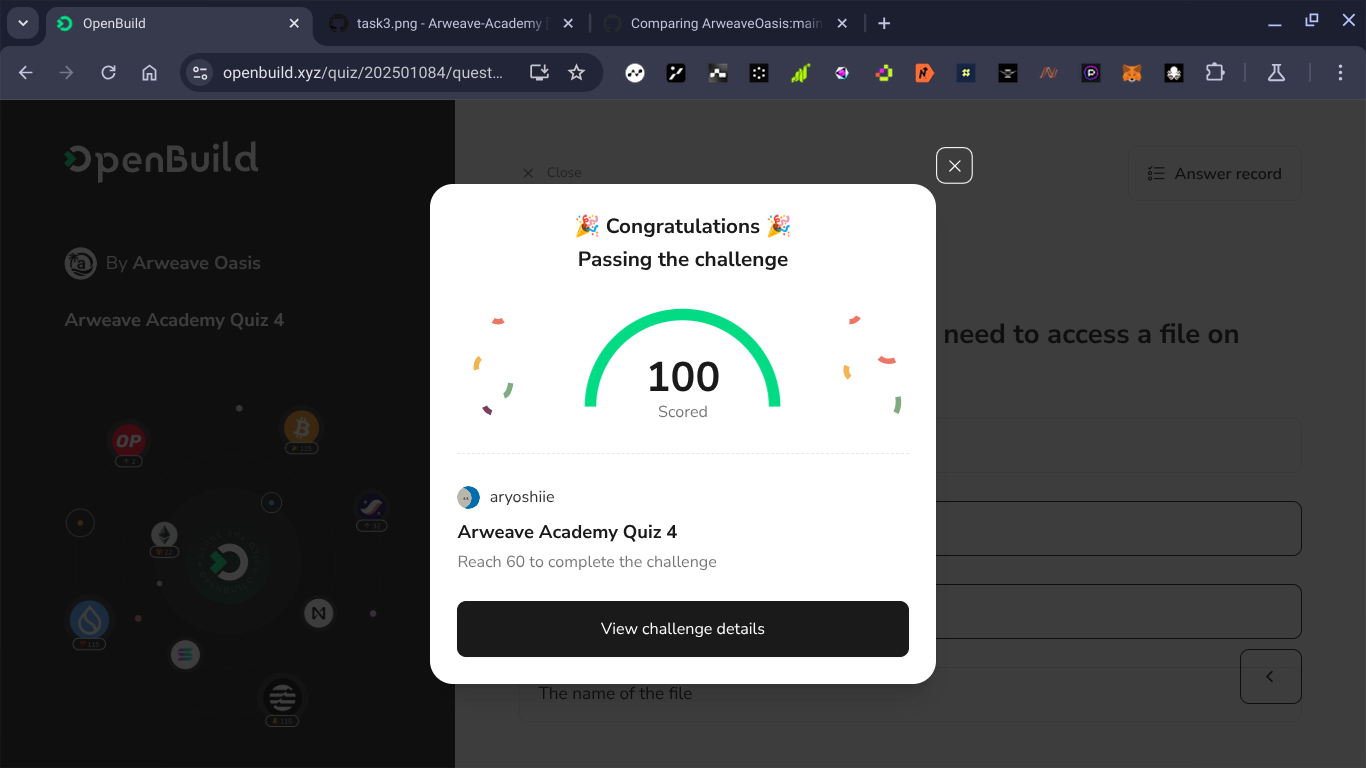 OpenBuild
task3.png - Arweave-Academy
Comparing ArweaveOasis:main
openbuild.xyz/quiz/202501084/quest...
OpenBuild
Close
Answer record
By Arweave Oasis
Arweave Academy Quiz 4
need to access a file on
🎉 Congratulations 🎉
Passing the challenge
100
Scored
aryoshiie
Arweave Academy Quiz 4
Reach 60 to complete the challenge
View challenge details
The name of the file
OP